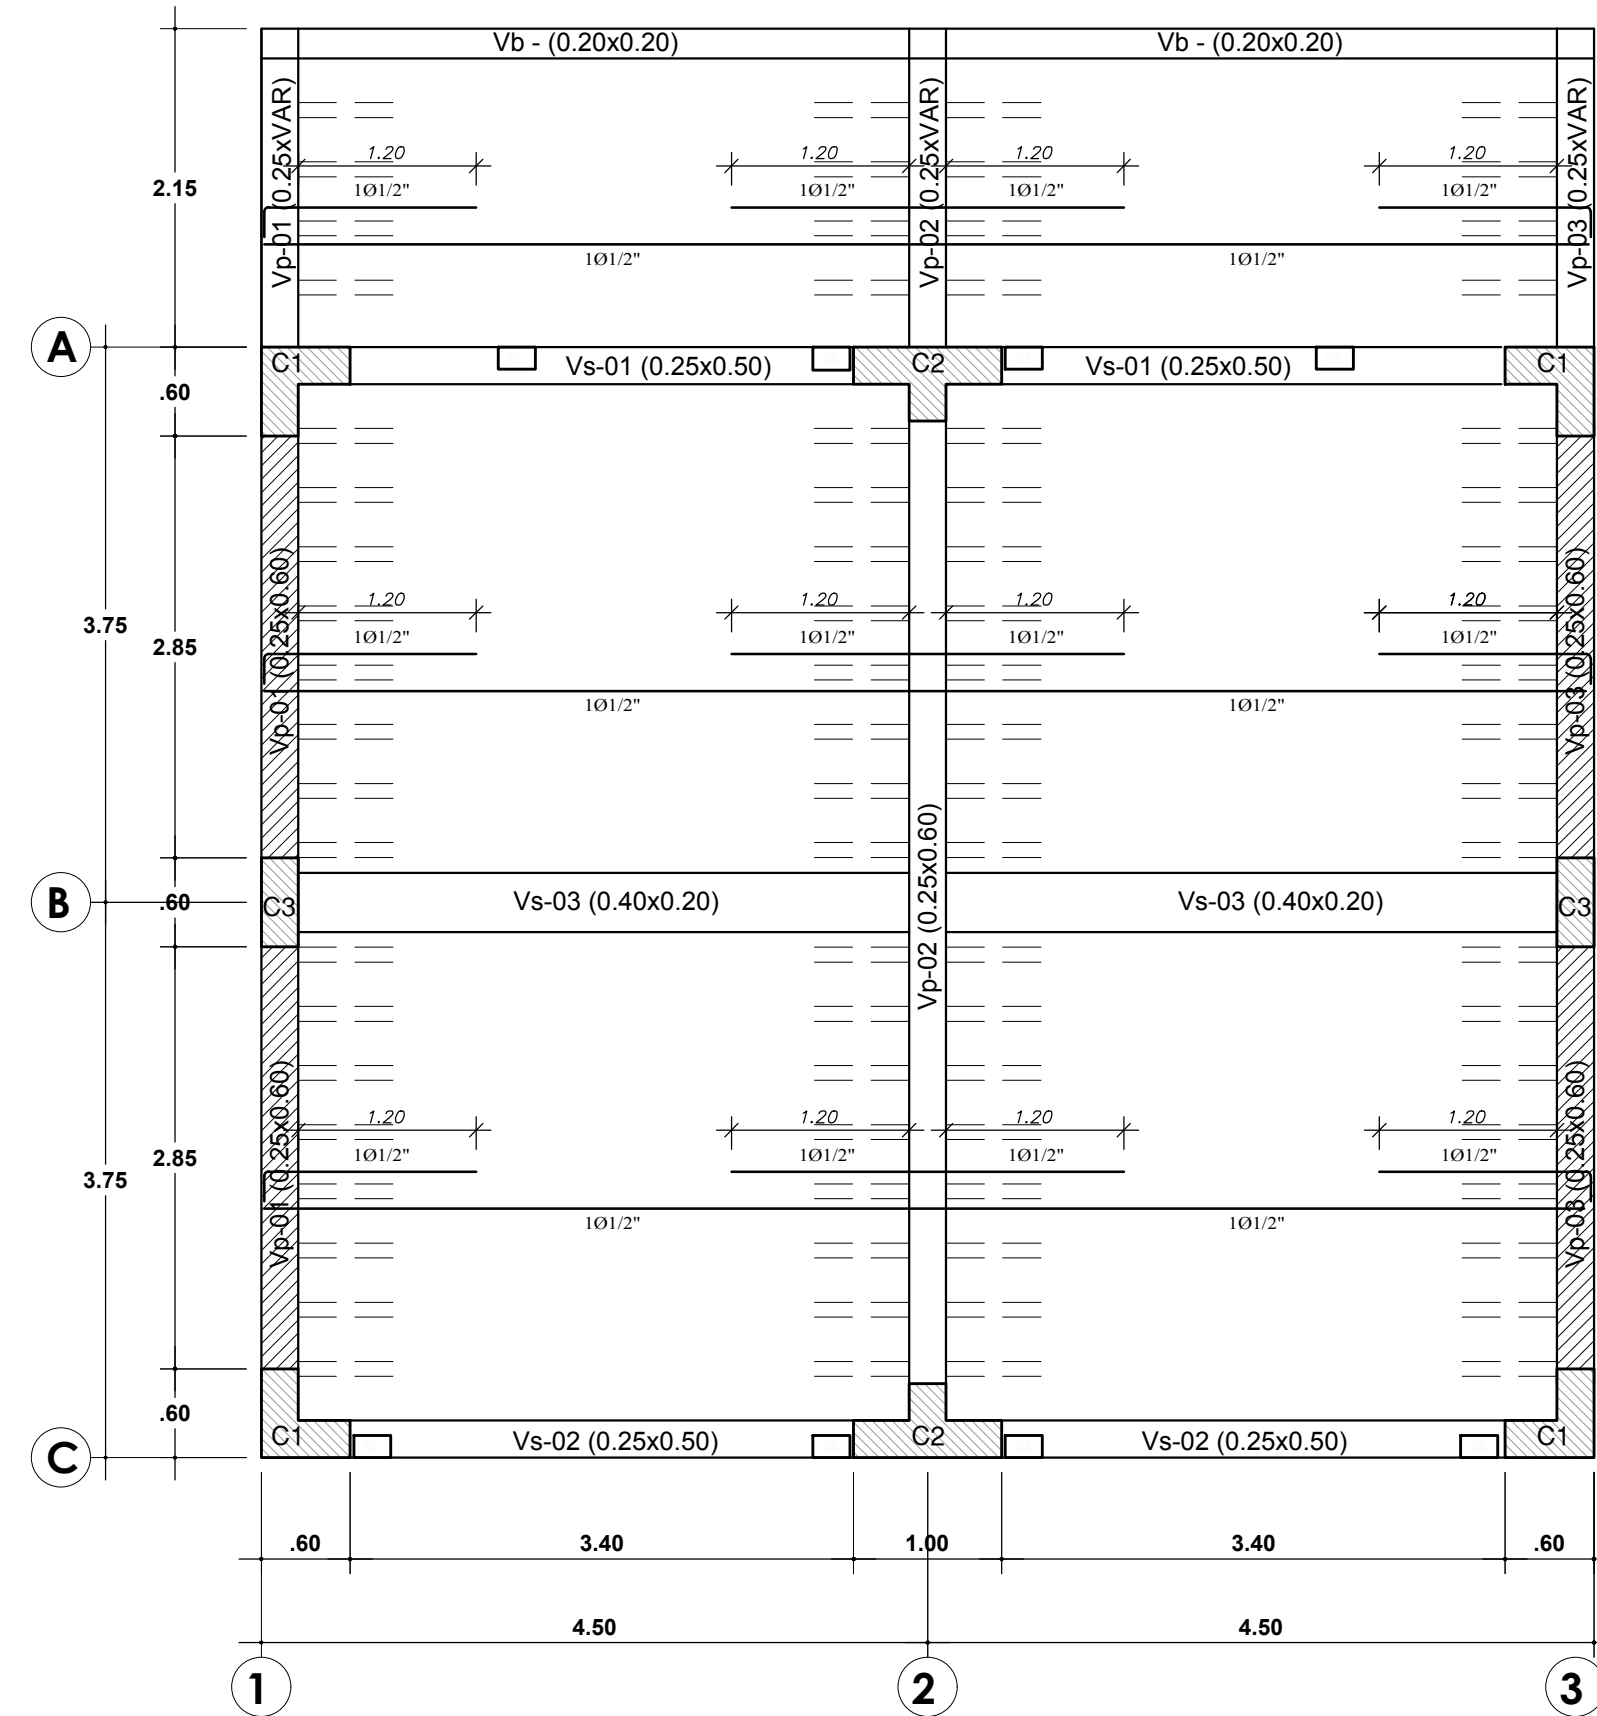 Vb - (0.20x0.20)
Vb - (0.20x0.20)
Vp-01 (0.25xVAR)
Vp-02 (0.25xVAR)
Vp-03 (0.25xVAR)
2.15
1.20
1.20
1.20
1.20
1Ø1/2"
1Ø1/2"
1Ø1/2"
1Ø1/2"
1Ø1/2"
1Ø1/2"
A
C1
Vs-01 (0.25x0.50)
C2
Vs-01 (0.25x0.50)
C1
.60
Vp-01 (0.25x0.60)
Vp-03 (0.25x0.60)
1.20
1.20
1.20
1.20
3.75
2.85
1Ø1/2"
1Ø1/2"
1Ø1/2"
1Ø1/2"
1Ø1/2"
1Ø1/2"
Vp-02 (0.25x0.60)
B
.60
C3
Vs-03 (0.40x0.20)
Vs-03 (0.40x0.20)
C3
Vp-01 (0.25x0.60)
Vp-03 (0.25x0.60)
1.20
1.20
1.20
1.20
3.75
2.85
1Ø1/2"
1Ø1/2"
1Ø1/2"
1Ø1/2"
1Ø1/2"
1Ø1/2"
.60
C
C1
Vs-02 (0.25x0.50)
C2
Vs-02 (0.25x0.50)
C1
.60
3.40
1.00
3.40
.60
4.50
4.50
1
2
3